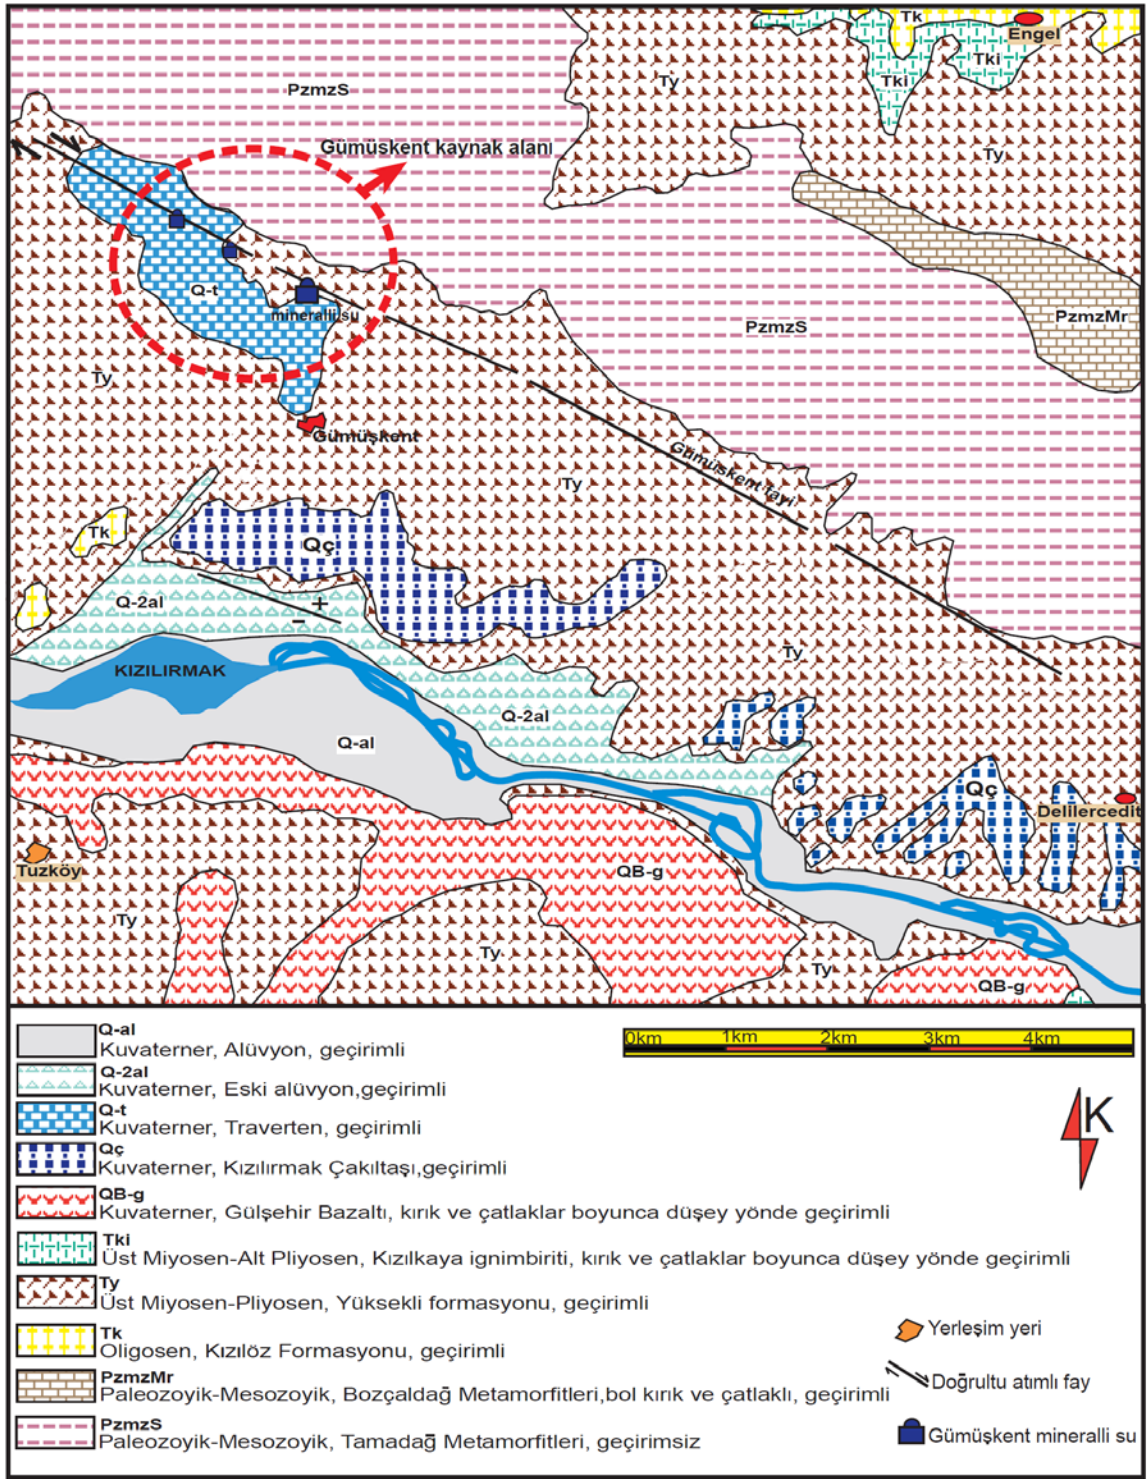 Tk
Engel
PzmzS
Ty
Tki
Tki
Gümüşkent kaynak alanı
Ty
Q-t
mineralli su
PzmzS
PzmzMr
Ty
Gümüşkent
Gümüşkent fayi
Ty
Tk
Qç
Q-2al
+
-
KIZILIRMAK
Ty
Q-2al
Q-al
Qç
Delilercedit
Tuzköy
QB-g
Ty
Ty
Ty
QB-g
Q-al
Kuvaterner, Alüvyon, geçirimli
0km 1km 2km 3km 4km
Q-2al
Kuvaterner, Eski alüvyon,geçirimli
Q-t
Kuvaterner, Traverten, geçirimli
K
Qç
Kuvaterner, Kızılırmak Çakıltaşı,geçirimli
QB-g
Kuvaterner, Gülşehir Bazaltı, kırık ve çatlaklar boyunca düşey yönde geçirimli
Tki
Üst Miyosen-Alt Pliyosen, Kızılkaya ignimbiriti, kırık ve çatlaklar boyunca düşey yönde geçirimli
Ty
Üst Miyosen-Pliyosen, Yüksekli formasyonu, geçirimli
Tk
Oligosen, Kızılöz Formasyonu, geçirimli
Yerleşim yeri
PzmzMr
Paleozoyik-Mesozoyik, Bozçaldağ Metamorfitleri,bol kırık ve çatlaklı, geçirimli
Doğrultu atımlı fay
PzmzS
Paleozoyik-Mesozoyik, Tamadağ Metamorfitleri, geçirimsiz
Gümüşkent mineralli su